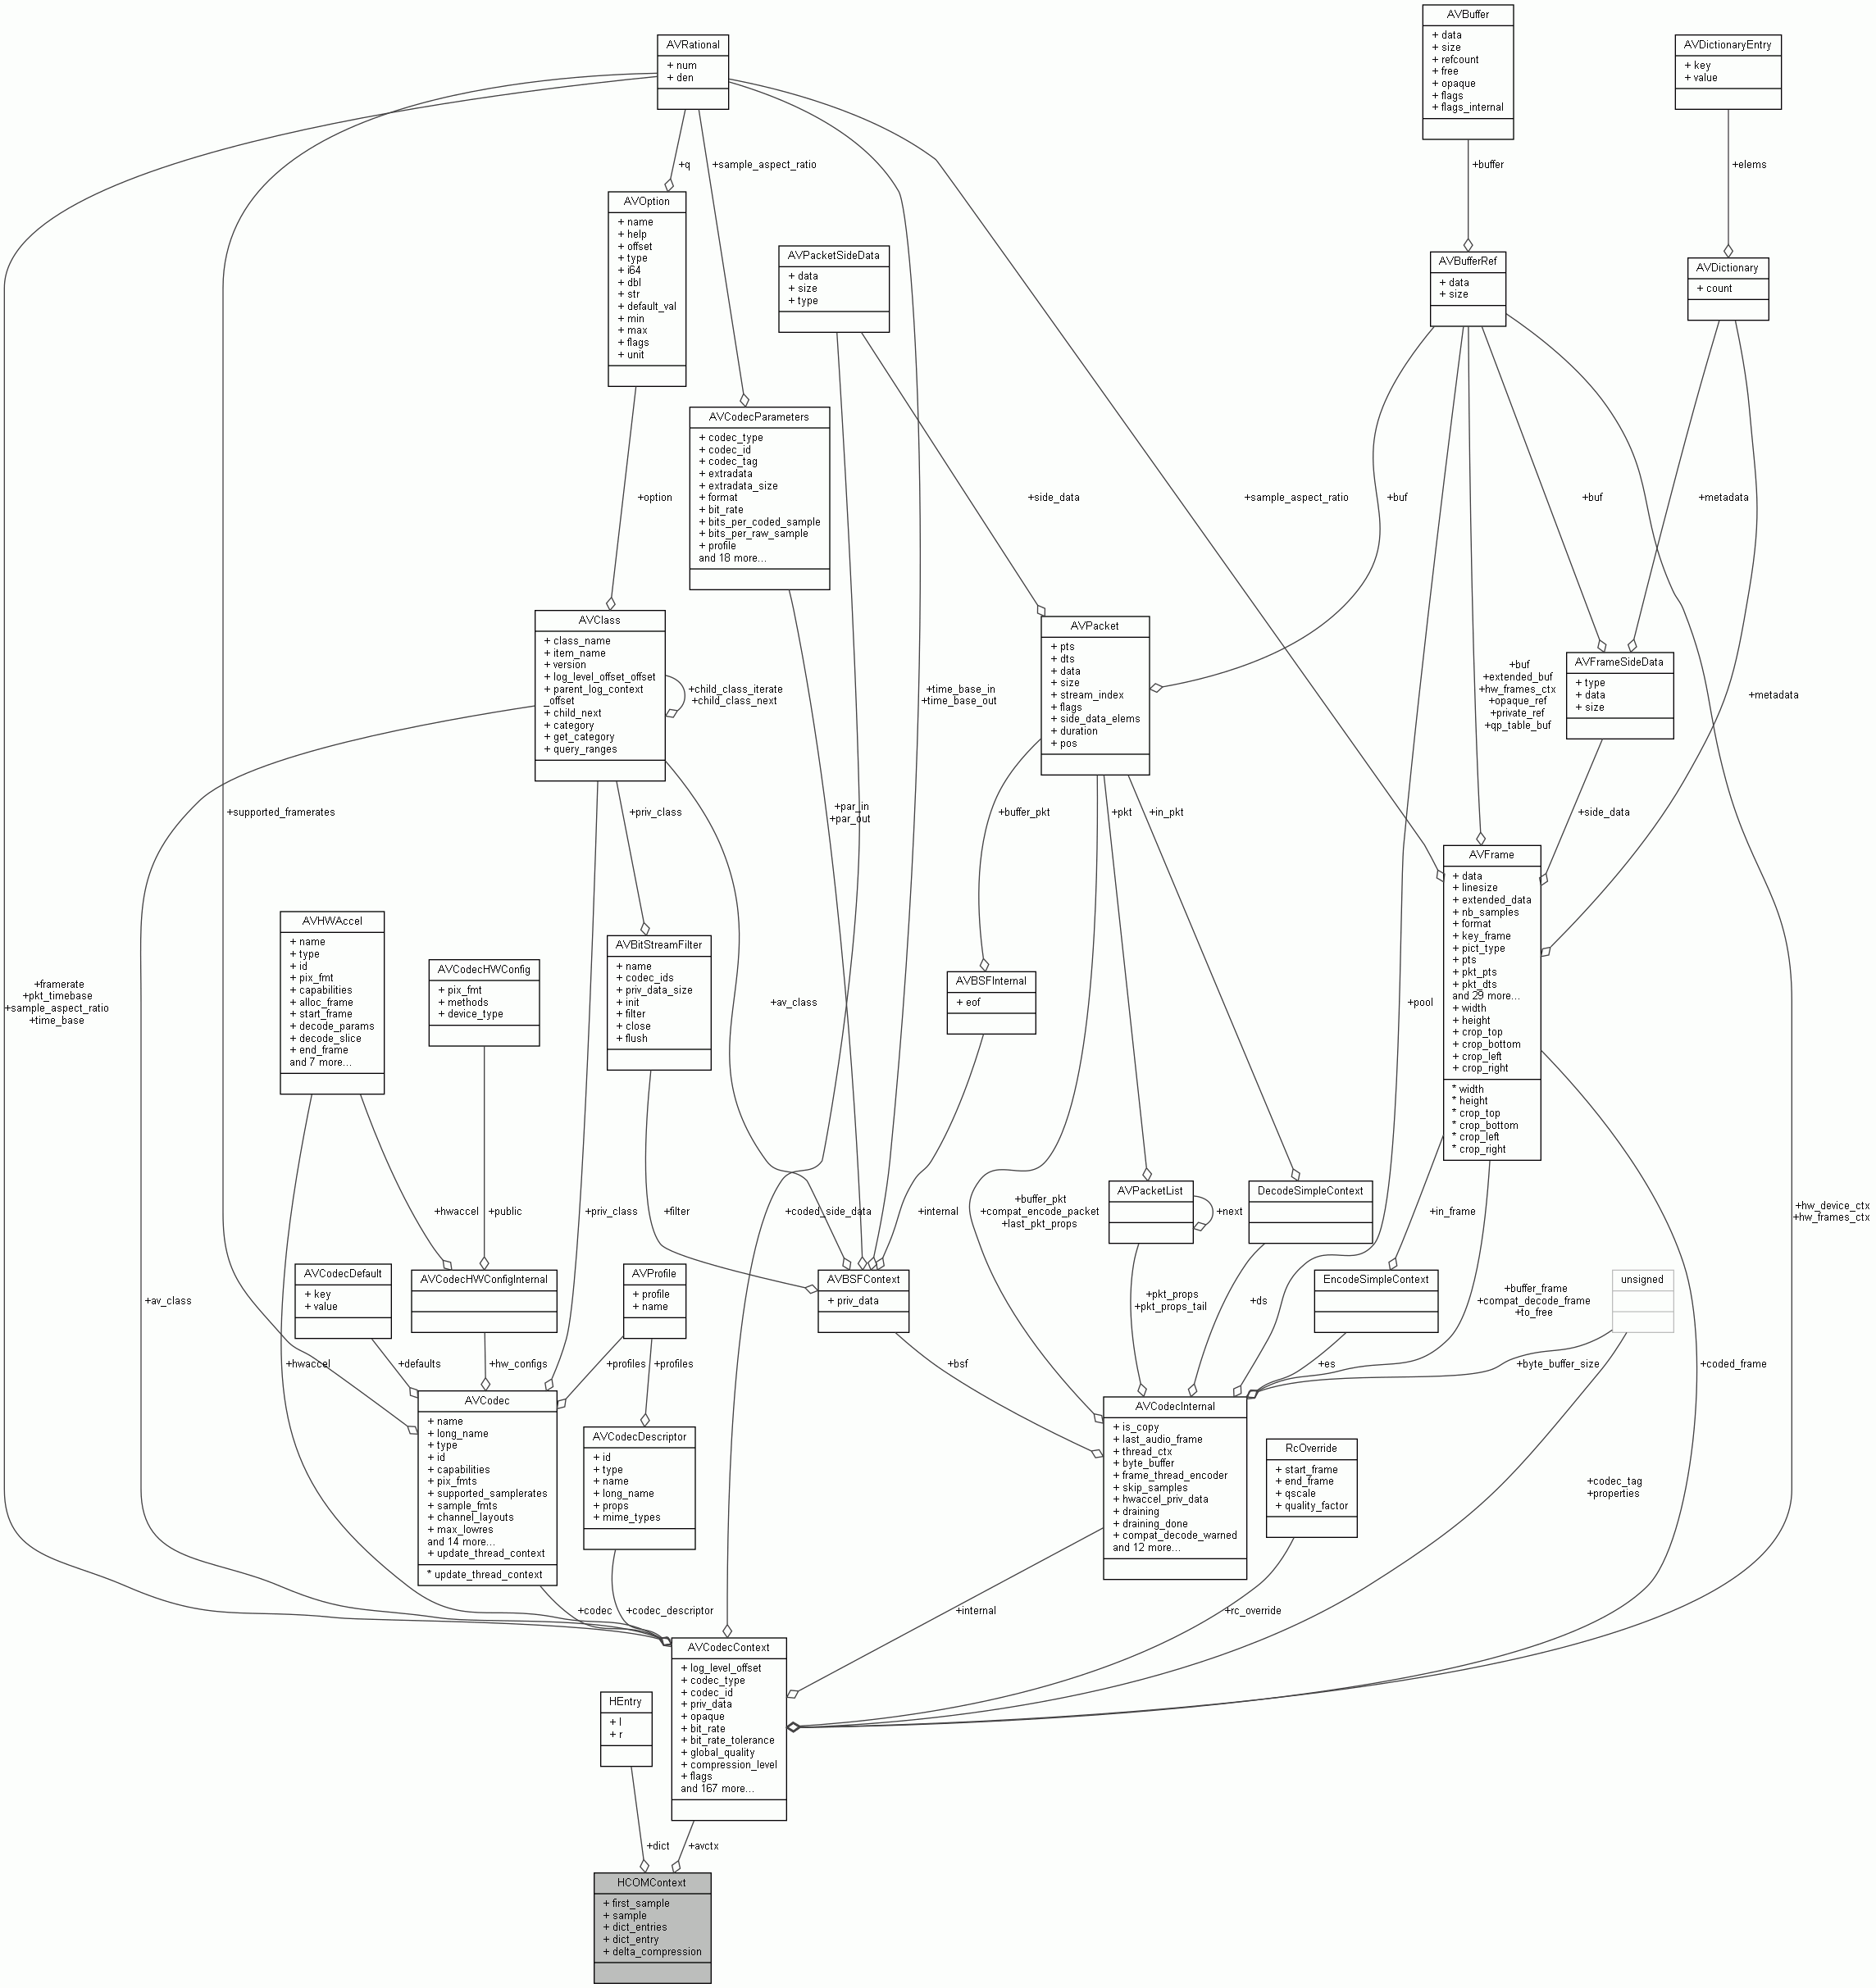 AVBuffer
+ data
+ size
+ refcount
+ free
+ opaque
+ flags
+ flags_internal
AVRational
+ num
+ den
AVDictionaryEntry
+ key
+ value
+q
+sample_aspect_ratio
+buffer
+elems
AVOption
+ name
+ help
+ offset
+ type
+ i64
+ dbl
+ str
+ default_val
+ min
+ max
+ flags
+ unit
AVPacketSideData
+ data
+ size
+ type
AVBufferRef
+ data
+ size
AVDictionary
+ count
AVCodecParameters
+ codec_type
+ codec_id
+ codec_tag
+ extradata
+ extradata_size
+ format
+ bit_rate
+ bits_per_coded_sample
+ bits_per_raw_sample
+ profile
and 18 more...
+option
+side_data
+sample_aspect_ratio
+buf
+buf
+metadata
AVClass
+ class_name
+ item_name
+ version
+ log_level_offset_offset
+ parent_log_context
_offset
+ child_next
+ category
+ get_category
+ query_ranges
+child_class_iterate
+child_class_next
+time_base_in
+time_base_out
AVPacket
+ pts
+ dts
+ data
+ size
+ stream_index
+ flags
+ side_data_elems
+ duration
+ pos
+buf
+extended_buf
+hw_frames_ctx
+opaque_ref
+private_ref
+qp_table_buf
AVFrameSideData
+ type
+ data
+ size
+metadata
+supported_framerates
+priv_class
+par_in
+par_out
+buffer_pkt
+pkt
+in_pkt
+side_data
AVFrame
+ data
+ linesize
+ extended_data
+ nb_samples
+ format
+ key_frame
+ pict_type
+ pts
+ pkt_pts
+ pkt_dts
and 29 more...
+ width
+ height
+ crop_top
+ crop_bottom
+ crop_left
+ crop_right
* width
* height
* crop_top
* crop_bottom
* crop_left
* crop_right
AVHWAccel
+ name
+ type
+ id
+ pix_fmt
+ capabilities
+ alloc_frame
+ start_frame
+ decode_params
+ decode_slice
+ end_frame
and 7 more...
AVCodecHWConfig
+ pix_fmt
+ methods
+ device_type
AVBitStreamFilter
+ name
+ codec_ids
+ priv_data_size
+ init
+ filter
+ close
+ flush
AVBSFInternal
+ eof
+framerate
+pkt_timebase
+sample_aspect_ratio
+time_base
+av_class
+pool
+hwaccel
+public
+priv_class
+filter
+coded_side_data
+internal
+buffer_pkt
+compat_encode_packet
+last_pkt_props
AVPacketList
+next
DecodeSimpleContext
+in_frame
+hw_device_ctx
+hw_frames_ctx
AVCodecDefault
+ key
+ value
AVCodecHWConfigInternal
AVProfile
+ profile
+ name
AVBSFContext
+ priv_data
EncodeSimpleContext
unsigned
+av_class
+pkt_props
+pkt_props_tail
+ds
+buffer_frame
+compat_decode_frame
+to_free
+hwaccel
+defaults
+hw_configs
+profiles
+profiles
+bsf
+es
+byte_buffer_size
+coded_frame
AVCodec
+ name
+ long_name
+ type
+ id
+ capabilities
+ pix_fmts
+ supported_samplerates
+ sample_fmts
+ channel_layouts
+ max_lowres
and 14 more...
+ update_thread_context
* update_thread_context
AVCodecDescriptor
+ id
+ type
+ name
+ long_name
+ props
+ mime_types
AVCodecInternal
+ is_copy
+ last_audio_frame
+ thread_ctx
+ byte_buffer
+ frame_thread_encoder
+ skip_samples
+ hwaccel_priv_data
+ draining
+ draining_done
+ compat_decode_warned
and 12 more...
RcOverride
+ start_frame
+ end_frame
+ qscale
+ quality_factor
+codec_tag
+properties
+codec
+codec_descriptor
+internal
+rc_override
AVCodecContext
+ log_level_offset
+ codec_type
+ codec_id
+ priv_data
+ opaque
+ bit_rate
+ bit_rate_tolerance
+ global_quality
+ compression_level
+ flags
and 167 more...
HEntry
+ l
+ r
+dict
+avctx
HCOMContext
+ first_sample
+ sample
+ dict_entries
+ dict_entry
+ delta_compression